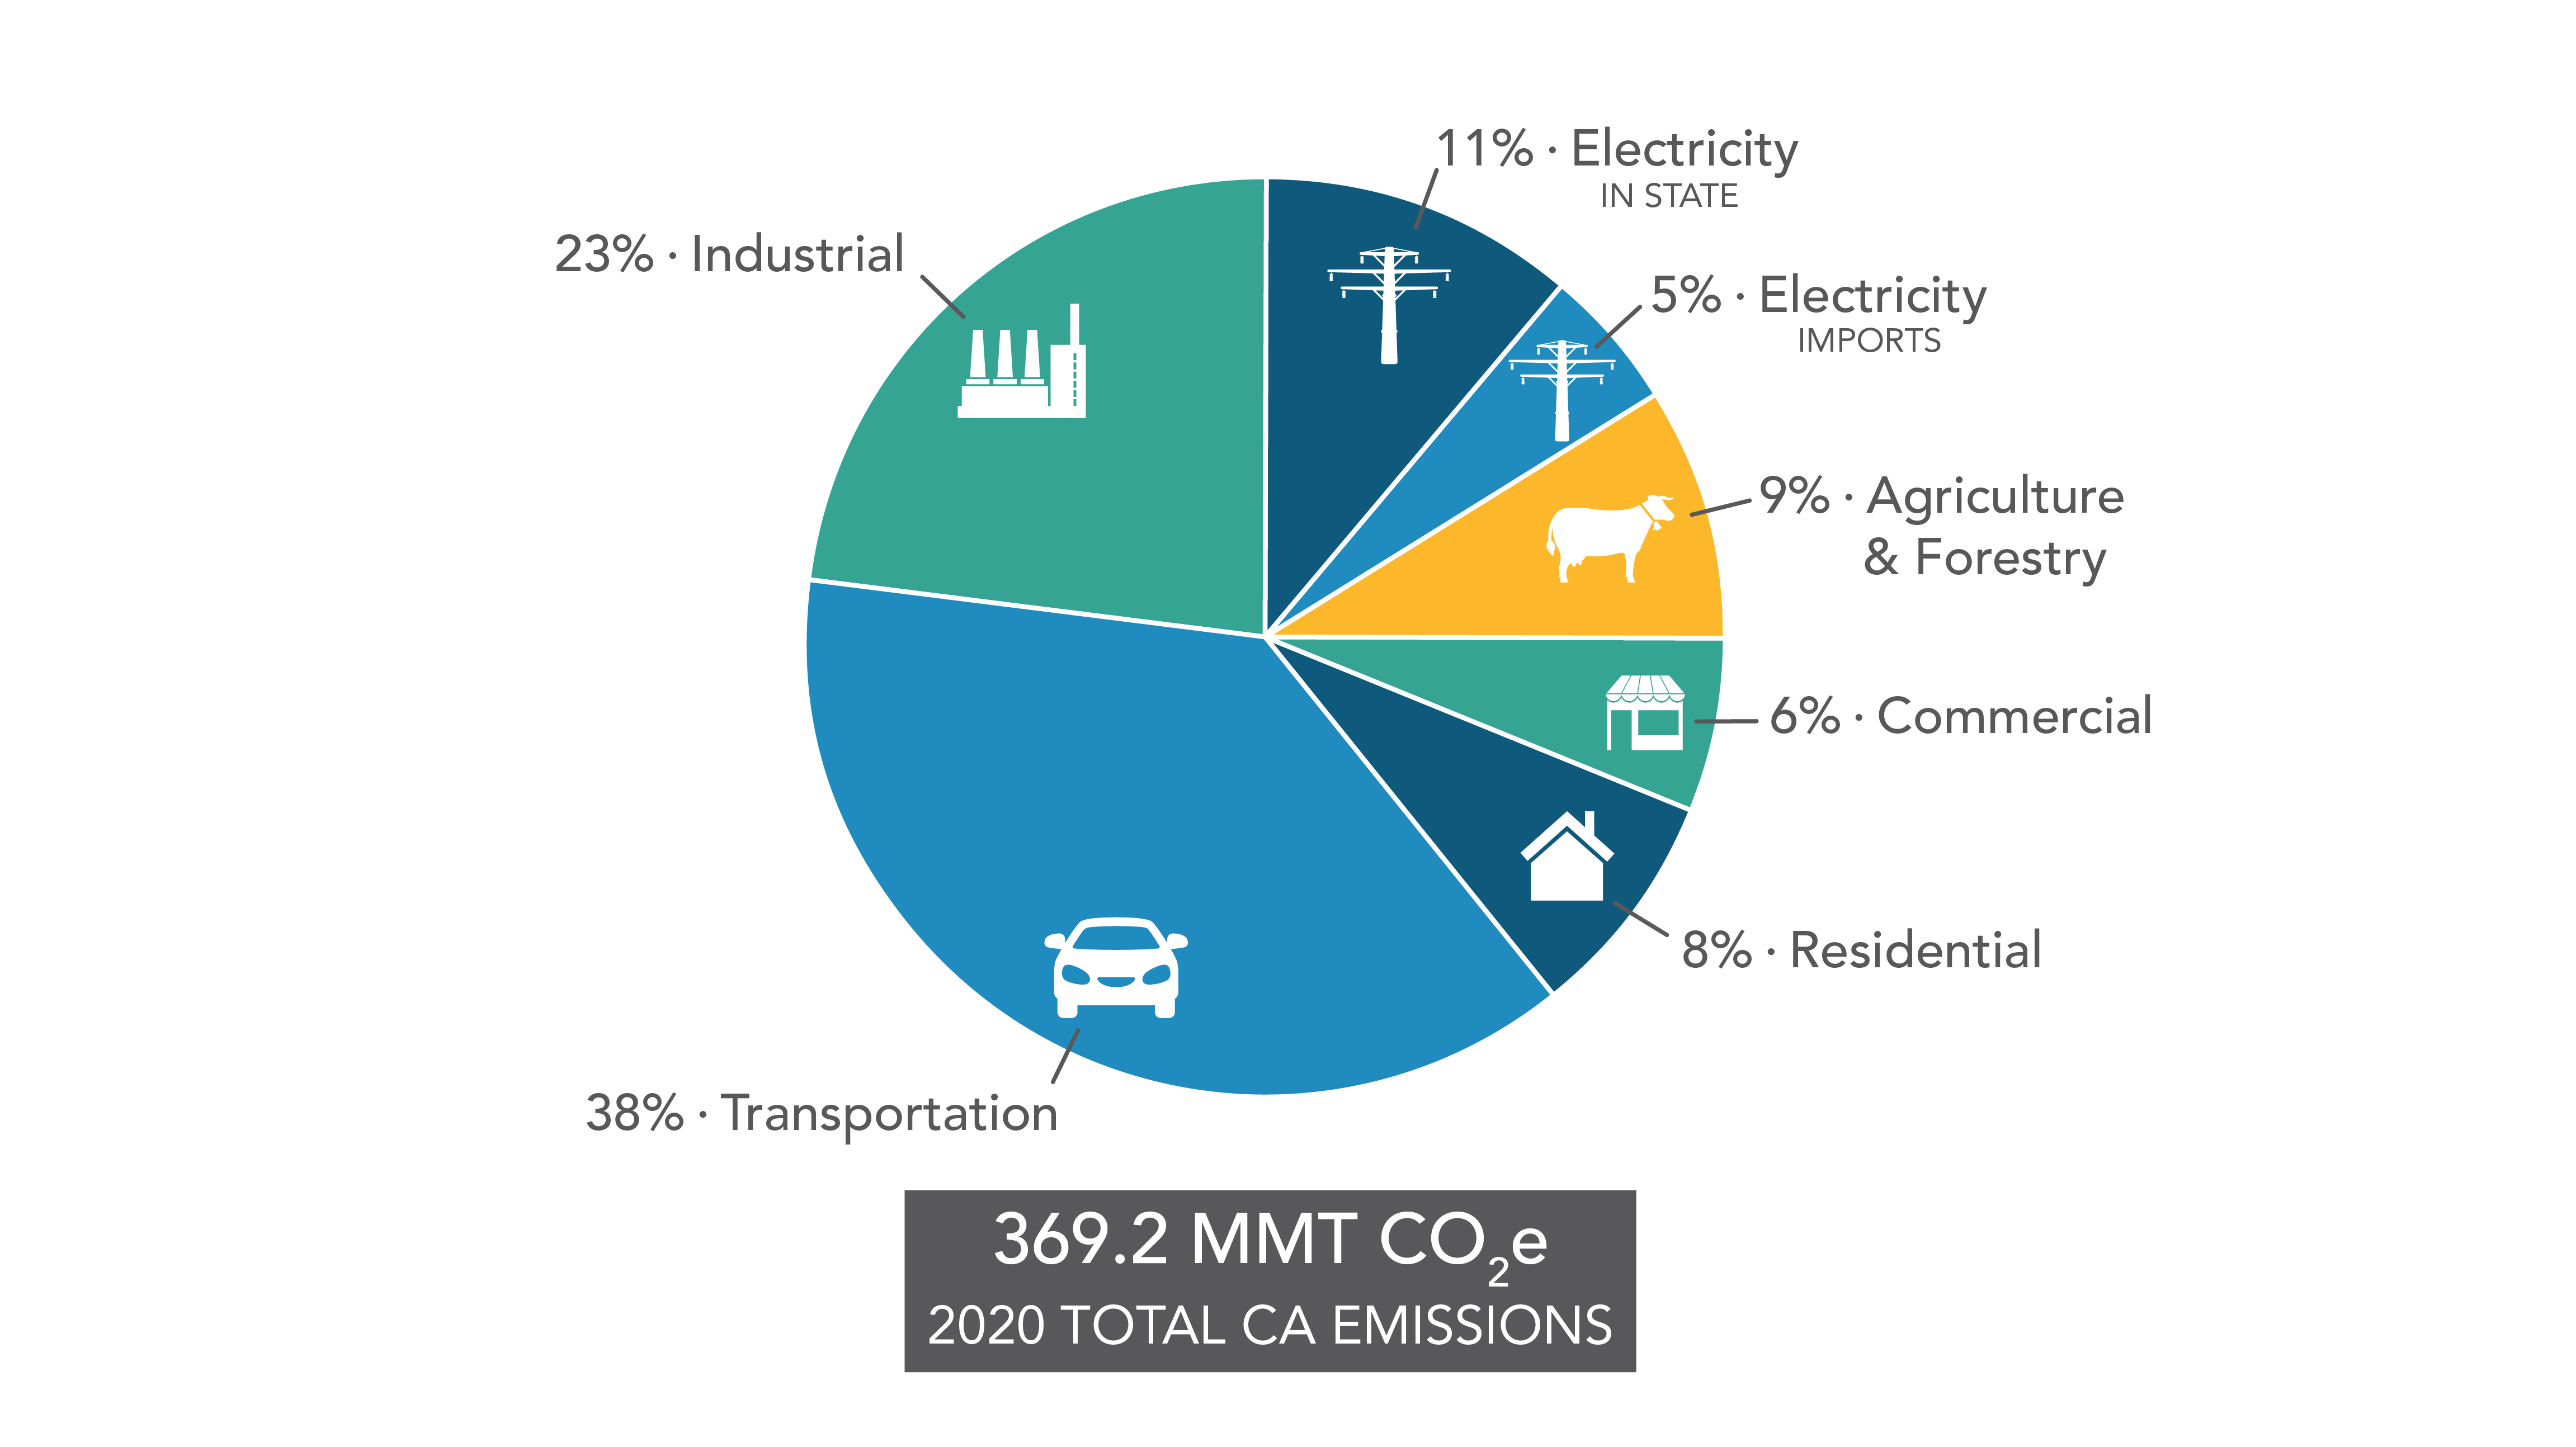 11% · Electricity
IN STATE
23% · Industrial
5% · Electricity
IMPORTS
9% · Agriculture
& Forestry
6% · Commercial
8% · Residential
38% · Transportation
369.2 MMT CO₂e
2020 TOTAL CA EMISSIONS